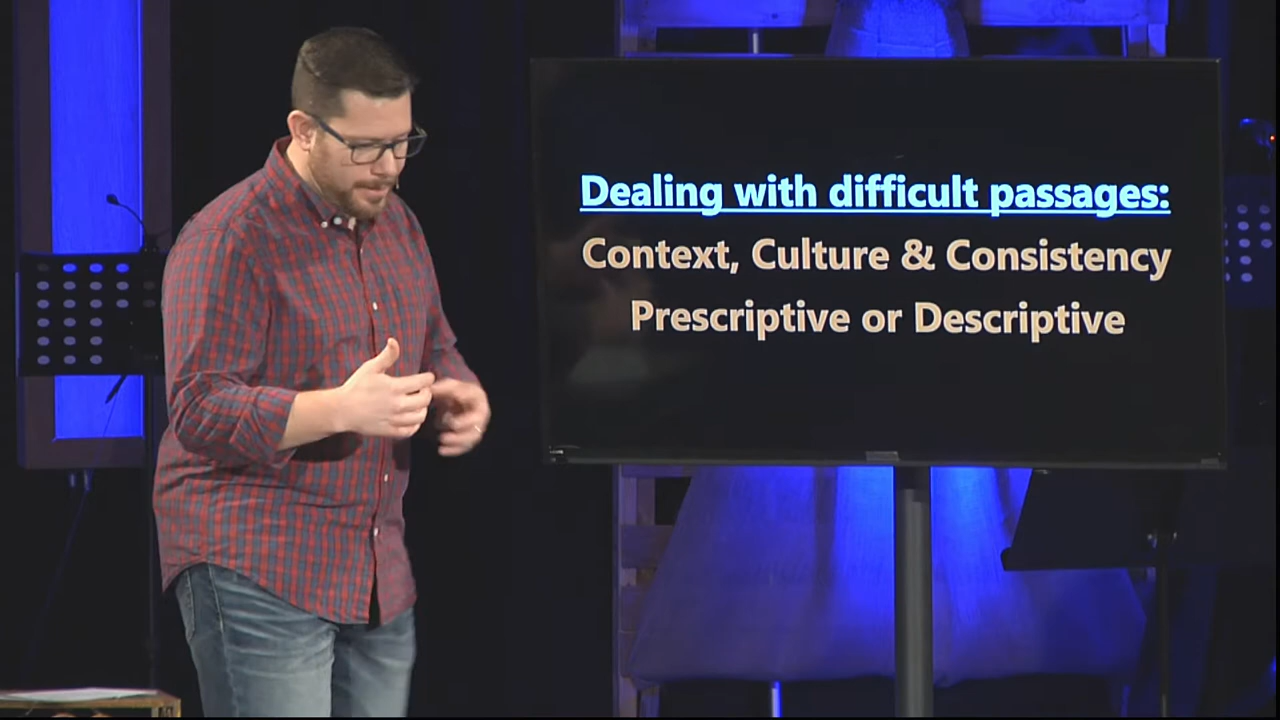 Dealing with difficult passages:
Context, Culture & Consistency
Prescriptive or Descriptive